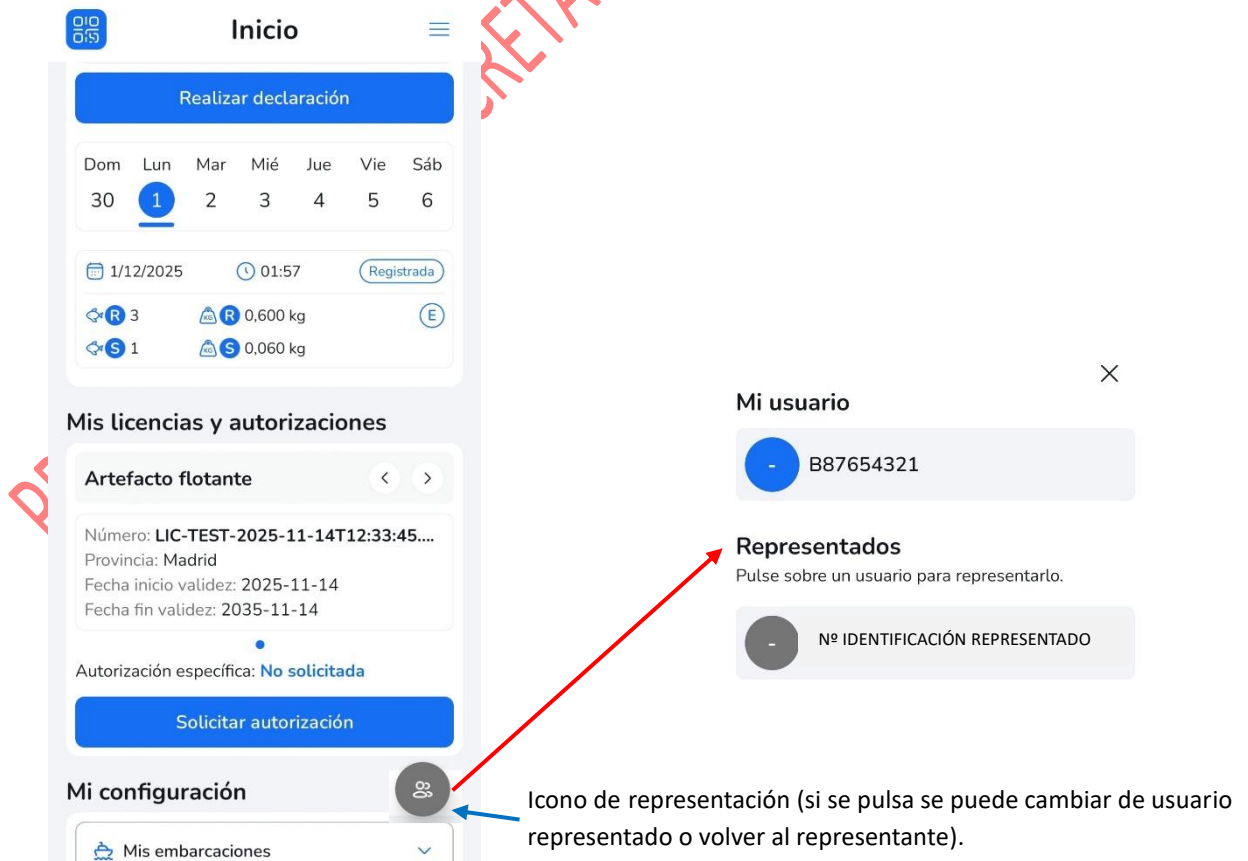 Inicio
Realizar declaración
Dom Lun Mar Mié Jue Vie Sáb
30 1 2 3 4 5 6
1/12/2025 01:57 Registrada
R 3 KG R 0,600 kg E
S 1 KG S 0,060 kg
Mis licencias y autorizaciones
Artefacto flotante
Número: LIC-TEST-2025-11-14T12:33:45....
Provincia: Madrid
Fecha inicio validez: 2025-11-14
Fecha fin validez: 2035-11-14
Autorización específica: No solicitada
Solicitar autorización
Mi configuración
Mis embarcaciones
Mi usuario
- B87654321
Representados
Pulse sobre un usuario para representarlo.
- Nº IDENTIFICACIÓN REPRESENTADO
Icono de representación (si se pulsa se puede cambiar de usuario
representado o volver al representante).